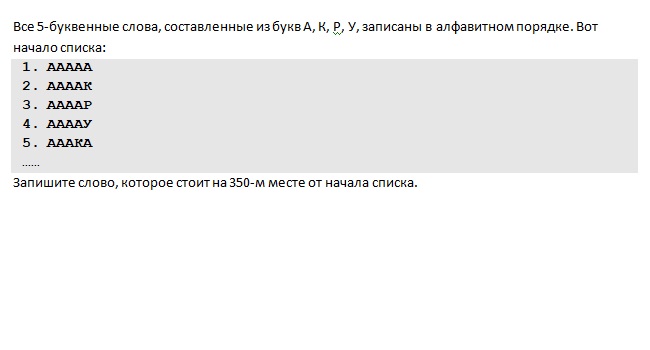 Все 5-буквенные слова, составленные из букв А, К, Р, У, записаны в алфавитном порядке. Вот
начало списка:
1. ААААА
2. ААААК
3. ААААР
4. ААААУ
5. АААКА
……
Запишите слово, которое стоит на 350-м месте от начала списка.